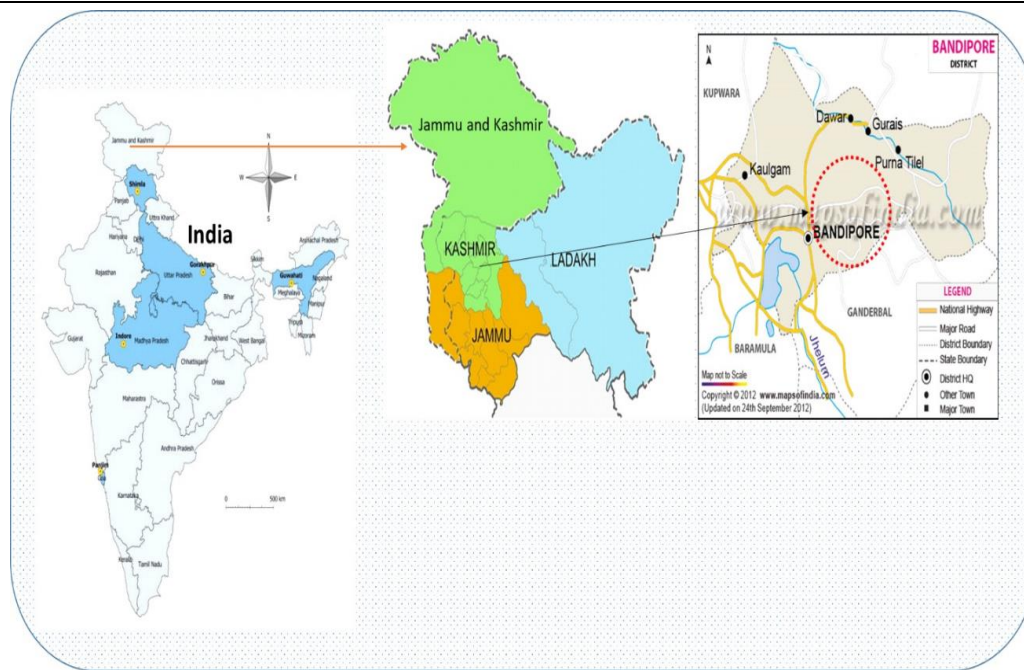 Jammu and Kashmir
Shimla
Punjab
Uttra Khand
Haryana
Delhi
India
N
W
E
S
Rajasthan
Uttar Pradesh
Gorakhpur
Sikkim
Arunachal Pradesh
Guwahati
Nagaland
Meghalaya
Manipur
Bihar
Tripura
Mizoram
Gujarat
Indore
Madhya Pradesh
Jharkhand
West Bengal
Chhattisgarh
Orissa
Maharashtra
Andhra Pradesh
Panjim
Goa
Karnataka
Kerala
Tamil Nadu
0
500 km
Jammu and Kashmir
KASHMIR
LADAKH
JAMMU
N
BANDIPORE
DISTRICT
KUPWARA
Dawar
Gurais
Purna Tilel
Kaulgam
www.mapsofindia.com
BANDIPORE
GANDERBAL
BARAMULA
Jhelum
LEGEND
National Highway
Major Road
District Boundary
State Boundary
District HQ
Other Town
Major Town
Map not to Scale
Copyright © 2012 www.mapsofindia.com
(Updated on 24th September 2012)